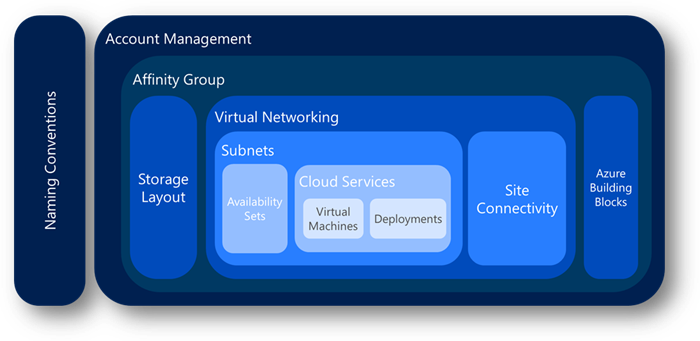 Naming Conventions
Account Management
Affinity Group
Storage
Layout
Virtual Networking
Subnets
Availability
Sets
Cloud Services
Virtual
Machines
Deployments
Site
Connectivity
Azure
Building
Blocks